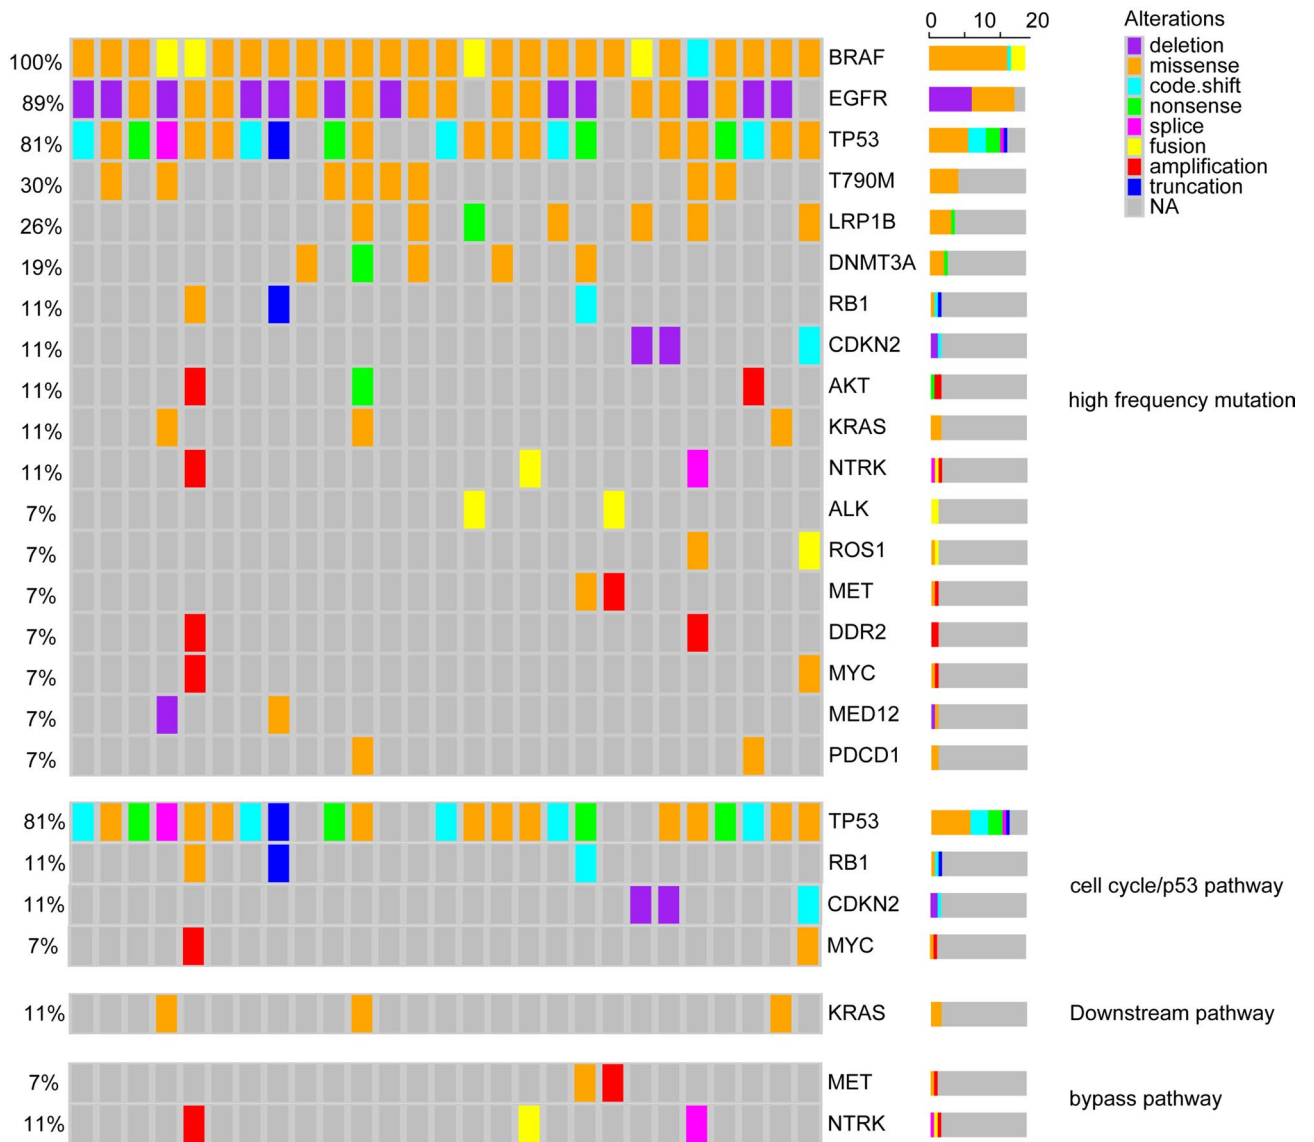 0 10 20
Alterations
deletion
missense
code.shift
nonsense
splice
fusion
amplification
truncation
NA
100% BRAF
89% EGFR
81% TP53
30% T790M
26% LRP1B
19% DNMT3A
11% RB1
11% CDKN2
11% AKT
high frequency mutation
11% KRAS
11% NTRK
7% ALK
7% ROS1
7% MET
7% DDR2
7% MYC
7% MED12
7% PDCD1
81% TP53
11% RB1
cell cycle/p53 pathway
11% CDKN2
7% MYC
11% KRAS Downstream pathway
7% MET
bypass pathway
11% NTRK